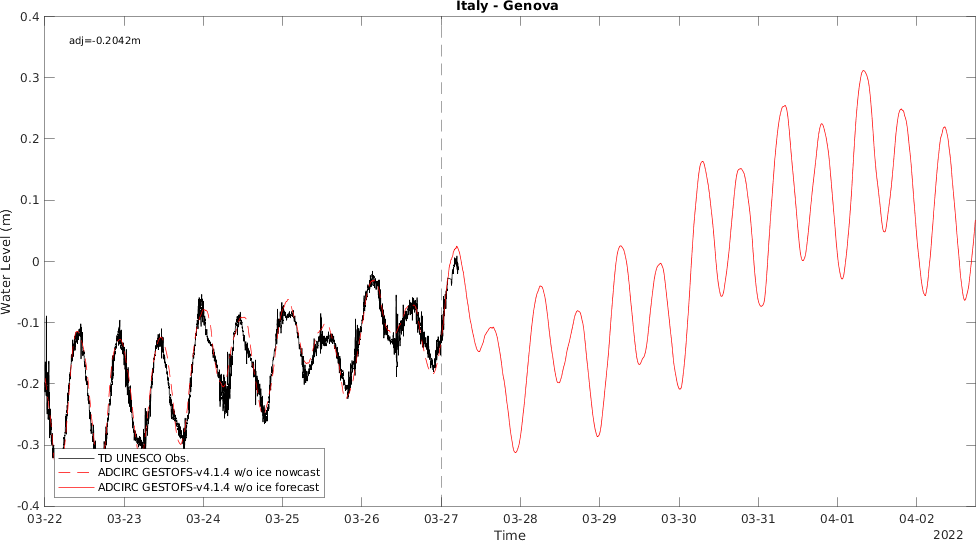 Italy - Genova
adj=-0.2042m
Water Level (m)
0.4
0.3
0.2
0.1
0
-0.1
-0.2
-0.3
-0.4
TD UNESCO Obs.
ADCIRC GESTOFS-v4.1.4 w/o ice nowcast
ADCIRC GESTOFS-v4.1.4 w/o ice forecast
03-22 03-23 03-24 03-25 03-26 03-27 03-28 03-29 03-30 03-31 04-01 04-02
Time
2022